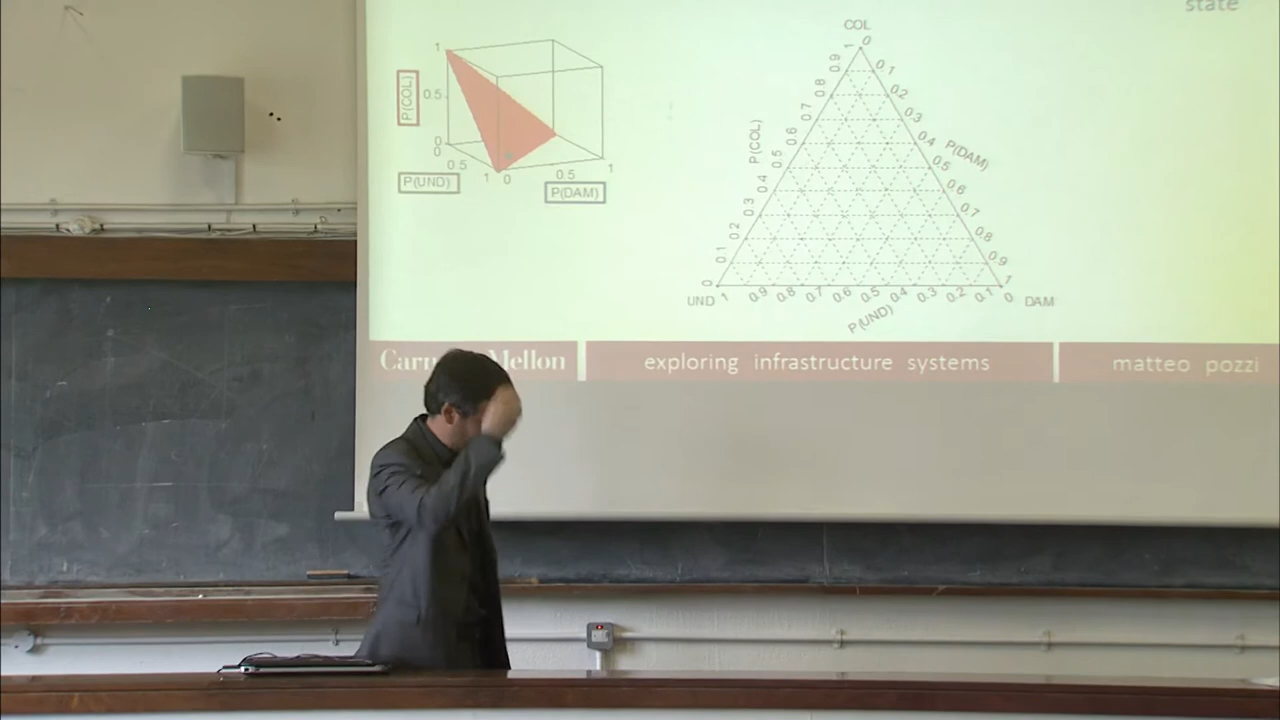 state
1
P(COL)
0.5
0
0
0.5
P(UND)
1
0
0.5
P(DAM)
1
COL
1
0
0.9
0.1
0.8
0.2
0.7
0.3
0.6
0.4
P(COL)
P(DAM)
0.5
0.5
0.4
0.6
0.3
0.7
0.2
0.8
0.1
0.9
0
1
UND
1 0.9 0.8 0.7 0.6 0.5 0.4 0.3 0.2 0.1 0
DAM
P(UND)
Mellon
exploring infrastructure systems
matteo pozzi